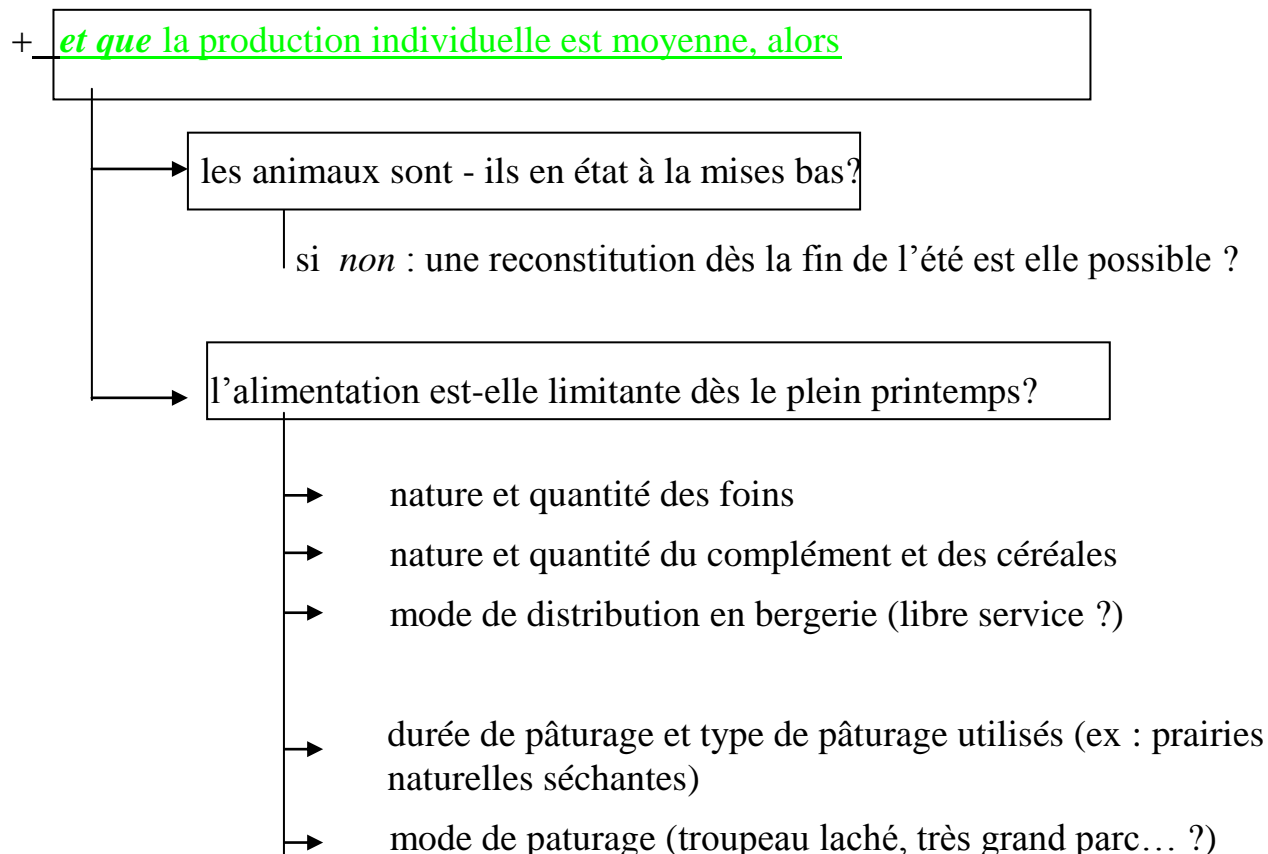 + et que la production individuelle est moyenne, alors
les animaux sont - ils en état à la mises bas?
si non : une reconstitution dès la fin de l’été est elle possible ?
l’alimentation est-elle limitante dès le plein printemps?
nature et quantité des foins
nature et quantité du complément et des céréales
mode de distribution en bergerie (libre service ?)
durée de pâturage et type de pâturage utilisés (ex : prairies
naturelles séchantes)
mode de paturage (troupeau laché, très grand parc… ?)